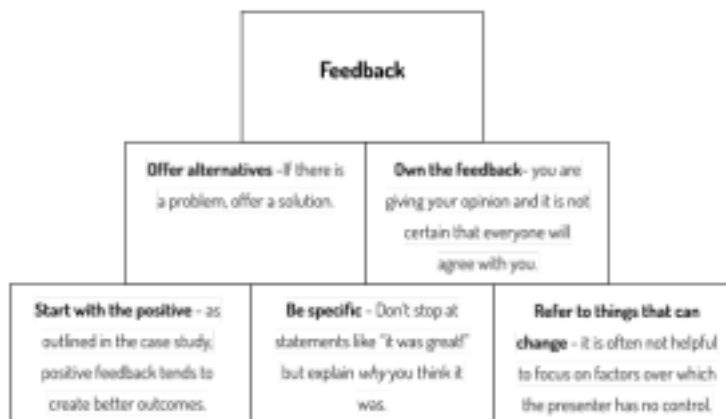 Feedback
Offer alternatives -If there is
a problem, offer a solution.
Own the feedback- you are
giving your opinion and it is not
certain that everyone will
agree with you.
Start with the positive - as
outlined in the case study,
positive feedback tends to
create better outcomes.
Be specific - Don't stop at
statements like "it was great!"
but explain why you think it
was.
Refer to things that can
change - it is often not helpful
to focus on factors over which
the presenter has no control.